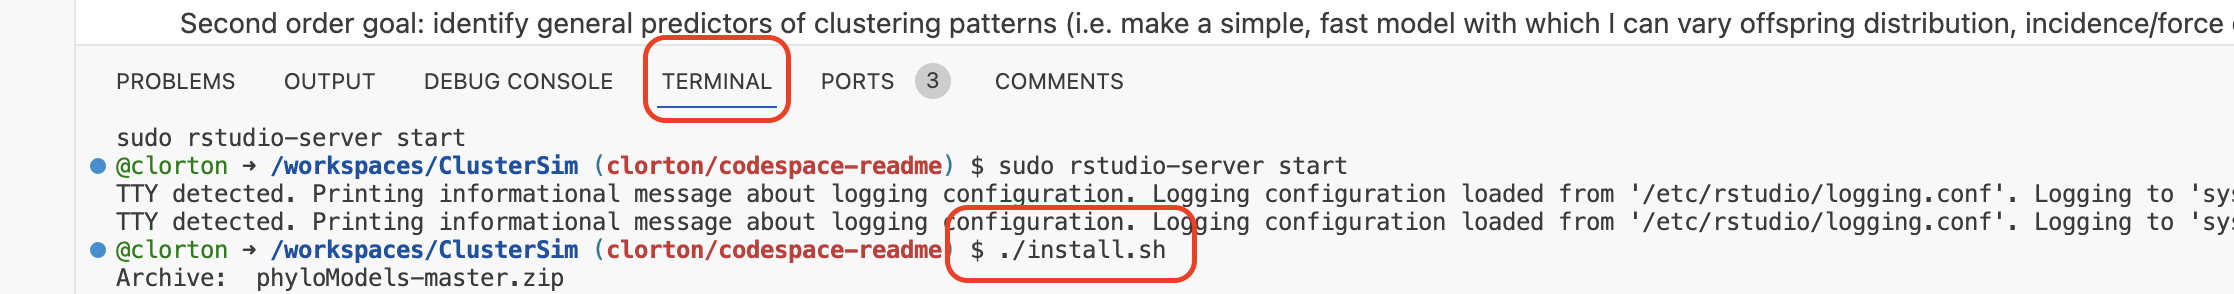 Second order goal: identify general predictors of clustering patterns (i.e. make a simple, fast model with which I can vary offspring distribution, incidence/force
PROBLEMS OUTPUT DEBUG CONSOLE TERMINAL PORTS 3 COMMENTS
sudo rstudio-server start
@clorton → /workspaces/ClusterSim (clorton/codespace-readme) $ sudo rstudio-server start
TTY detected. Printing informational message about logging configuration. Logging configuration loaded from '/etc/rstudio/logging.conf'. Logging to 'sys
TTY detected. Printing informational message about logging configuration. Logging configuration loaded from '/etc/rstudio/logging.conf'. Logging to 'sys
@clorton → /workspaces/ClusterSim (clorton/codespace-readme) $ ./install.sh
Archive: phyloModels-master.zip